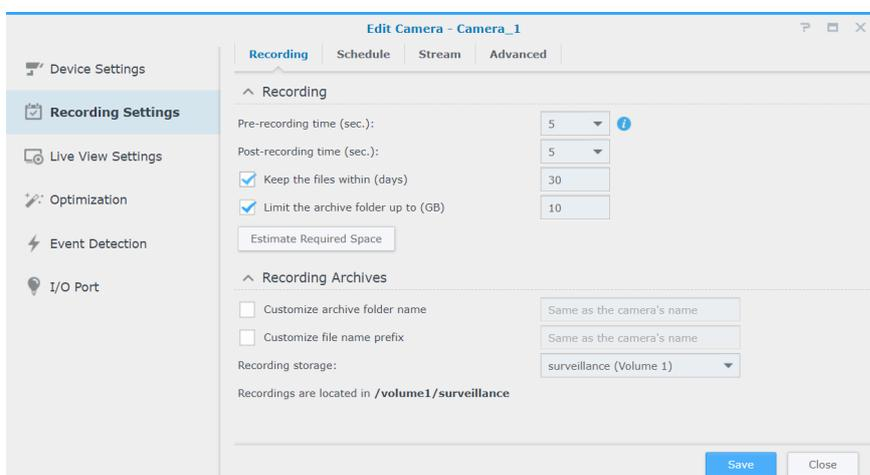 Edit Camera - Camera_1
Device Settings
Recording Settings
Live View Settings
Optimization
Event Detection
I/O Port
Recording Schedule Stream Advanced
Recording
Pre-recording time (sec.): 5
Post-recording time (sec.): 5
Keep the files within (days) 30
Limit the archive folder up to (GB) 10
Estimate Required Space
Recording Archives
Customize archive folder name Same as the camera's name
Customize file name prefix Same as the camera's name
Recording storage: surveillance (Volume 1)
Recordings are located in /volume1/surveillance
Save Close